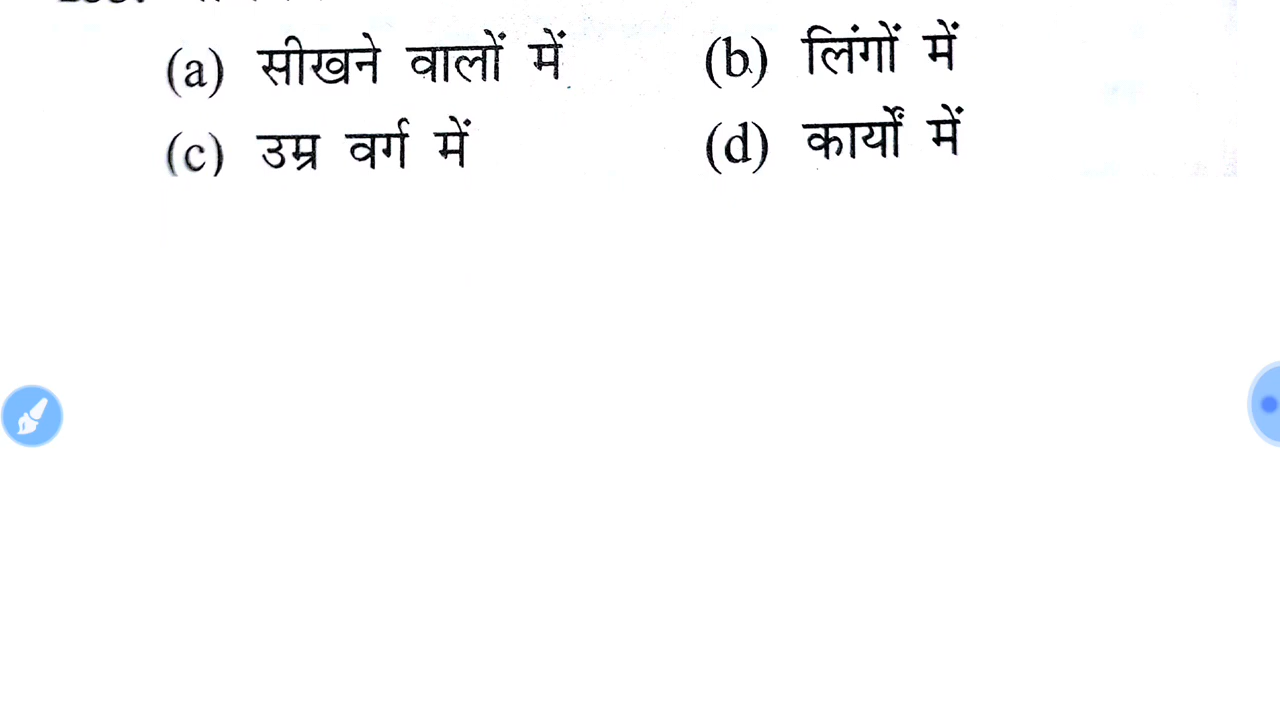 (a) सीखने वालों में (b) लिंगों में
(c) उम्र वर्ग में (d) कार्यों में